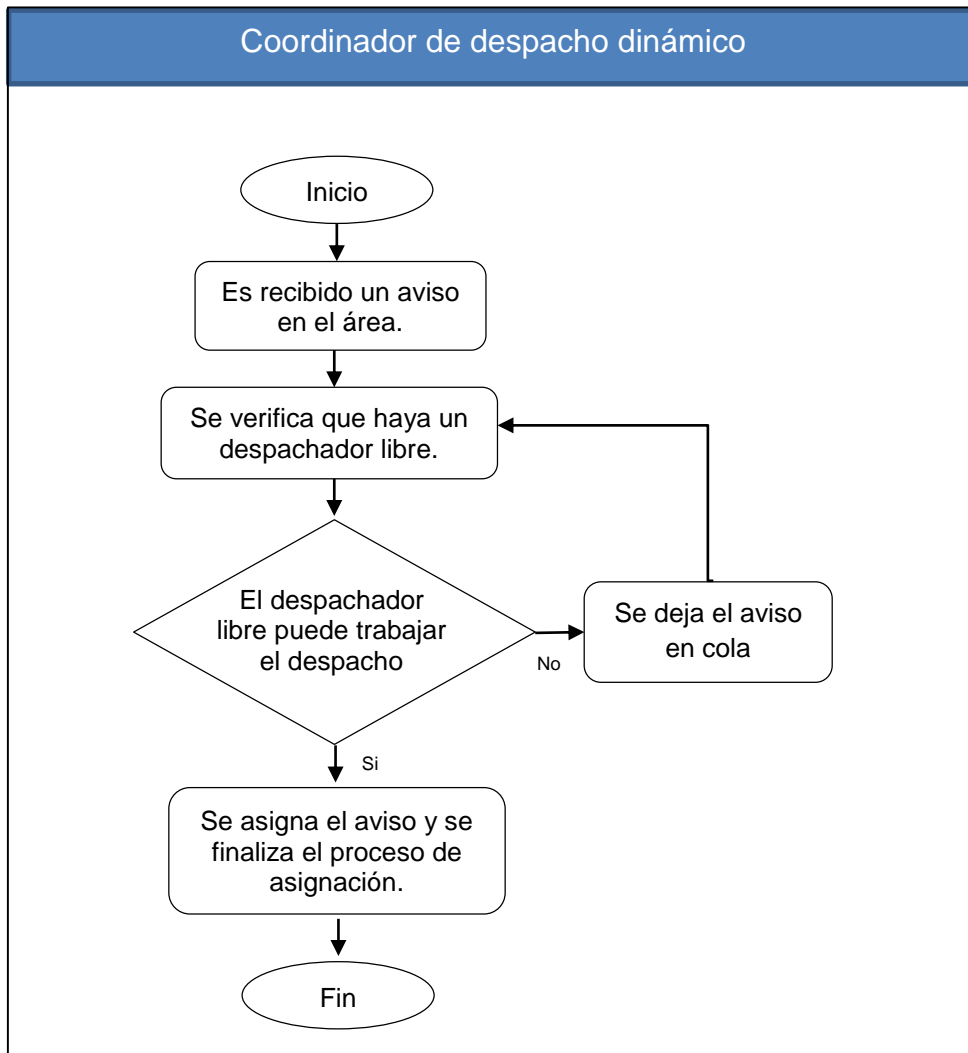 Coordinador de despacho dinámico
Inicio
Es recibido un aviso
en el área.
Se verifica que haya un
despachador libre.
El despachador
libre puede trabajar
el despacho
No
Se deja el aviso
en cola
Si
Se asigna el aviso y se
finaliza el proceso de
asignación.
Fin